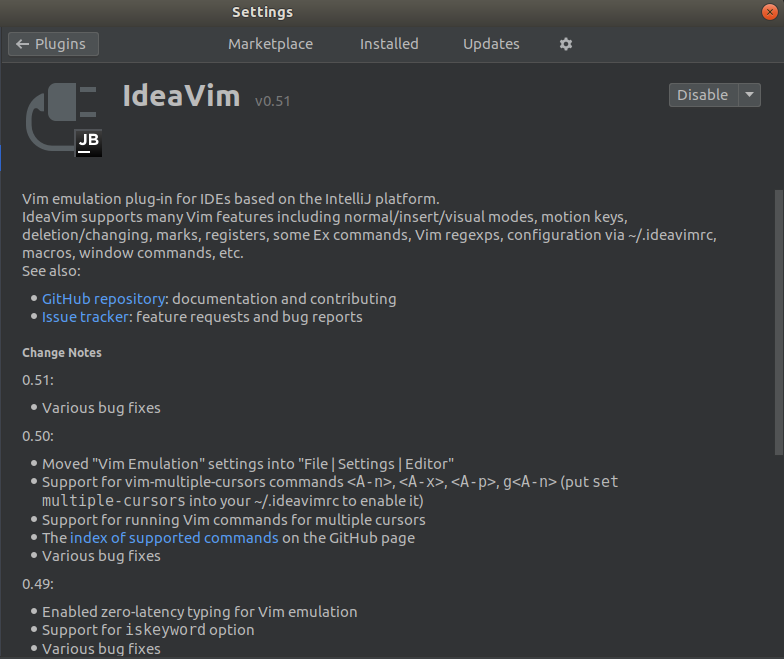 Settings
Plugins
Marketplace
Installed
Updates
IdeaVim v0.51
Disable
JB
Vim emulation plug-in for IDEs based on the IntelliJ platform.
IdeaVim supports many Vim features including normal/insert/visual modes, motion keys,
deletion/changing, marks, registers, some Ex commands, Vim regexps, configuration via ~/.ideavimrc,
macros, window commands, etc.
See also:
• GitHub repository: documentation and contributing
• Issue tracker: feature requests and bug reports
Change Notes
0.51:
• Various bug fixes
0.50:
• Moved "Vim Emulation" settings into "File | Settings | Editor"
• Support for vim-multiple-cursors commands <A-n>, <A-x>, <A-p>, g<A-n> (put set
multiple-cursors into your ~/.ideavimrc to enable it)
• Support for running Vim commands for multiple cursors
• The index of supported commands on the GitHub page
• Various bug fixes
0.49:
• Enabled zero-latency typing for Vim emulation
• Support for iskeyword option
• Various bug fixes